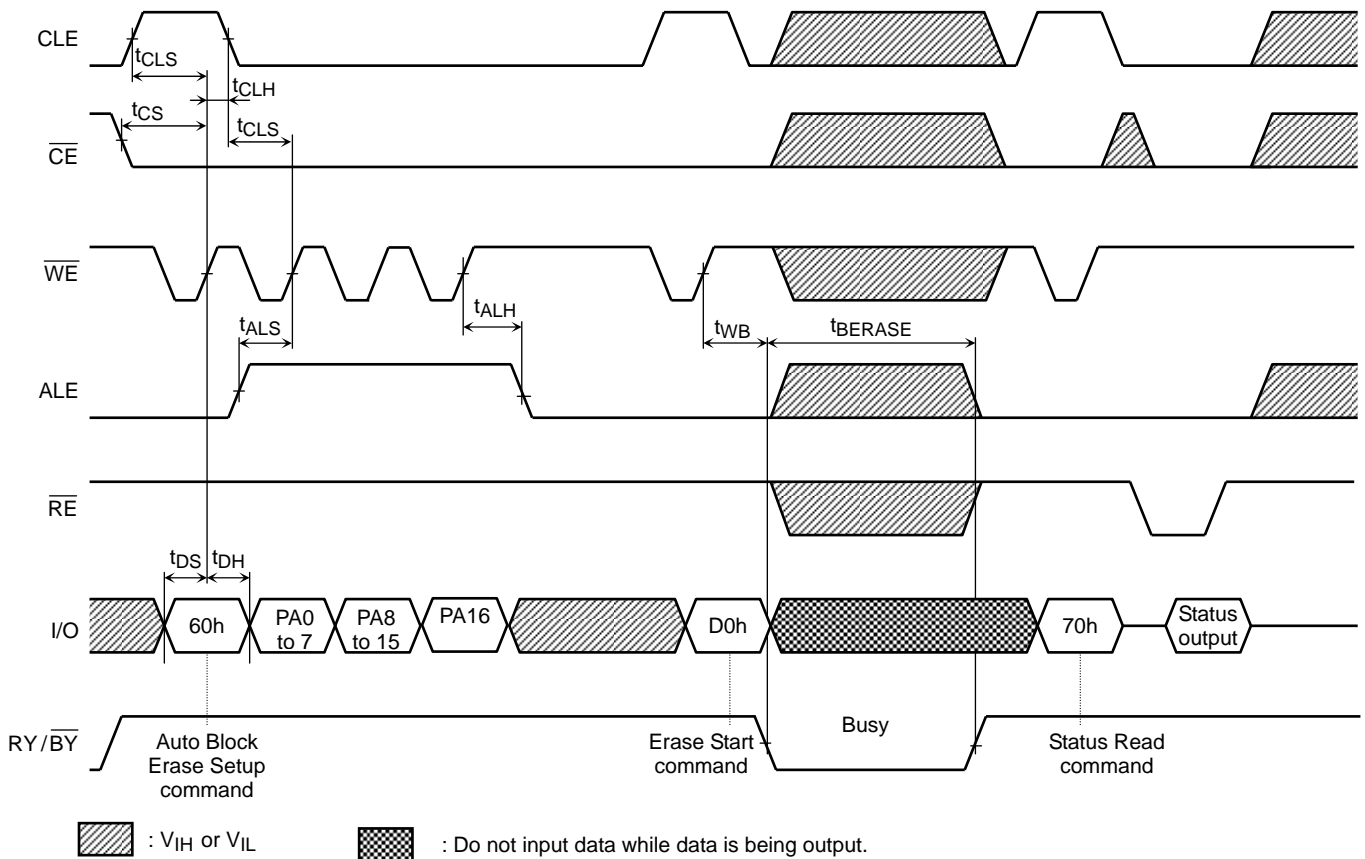 CLE
tCLS
tCLH
tCS
tCLS
CE
WE
tALS
tALH
tWB
tBERASE
ALE
RE
tDS
tDH
I/O
60h
PA0
to 7
PA8
to 15
PA16
D0h
70h
Status
output
RY/BY
Busy
Auto Block
Erase Setup
command
Erase Start
command
Status Read
command
: VIH or VIL
: Do not input data while data is being output.